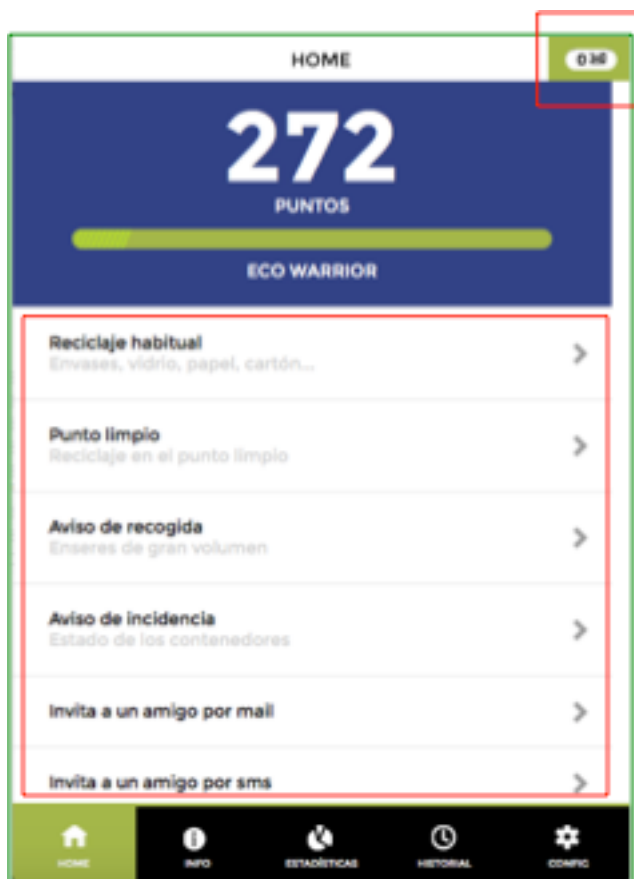 HOME
272
PUNTOS
ECO WARRIOR
Reciclaje habitual
Envases, vidrio, papel, cartón...
Punto limpio
Reciclaje en el punto limpio
Aviso de recogida
Enseres de gran volumen
Aviso de incidencia
Estado de los contenedores
Invita a un amigo por mail
Invita a un amigo por sms
HOME INFO ESTADÍSTICAS HISTORIAL CONFIG